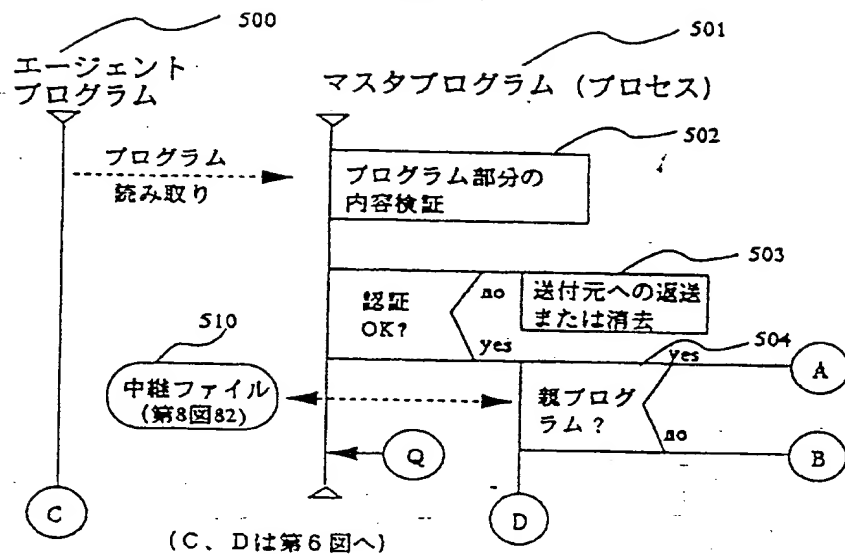 500
501
エージェント
プログラム
マスタプログラム (プロセス)
502
プログラム
読み取り
プログラム部分の
内容検証
503
認証
OK?
no
yes
送付元への返送
または消去
504
510
中継ファイル
(第8図82)
親プログ
ラム?
yes
no
A
B
Q
C
D
(C、Dは第6図へ)